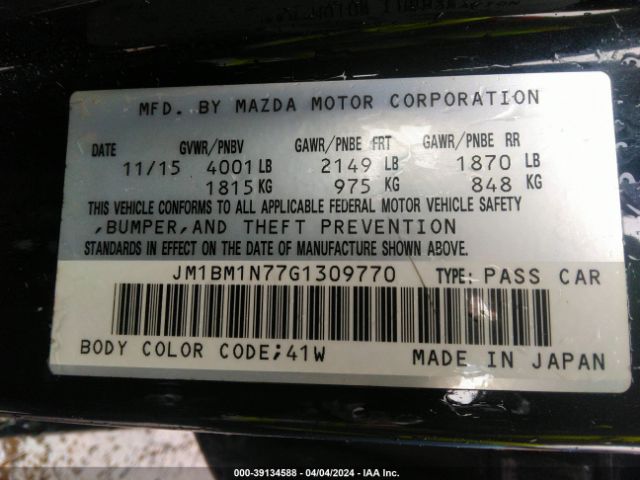 MFD. BY MAZDA MOTOR CORPORATION
DATE GVWR/PNBV GAWR/PNBE FRT GAWR/PNBE RR
11/15 4001 LB 2149 LB 1870 LB
1815 KG 975 KG 848 KG
THIS VEHICLE CONFORMS TO ALL APPLICABLE FEDERAL MOTOR VEHICLE SAFETY
,BUMPER,AND THEFT PREVENTION
STANDARDS IN EFFECT ON THE DATE OF MANUFACTURE SHOWN ABOVE.
JM1BM1N77G1309770 TYPE: PASS CAR
BODY COLOR CODE;41W MADE IN JAPAN
000-39134588 - 04/04/2024 - IAA Inc.